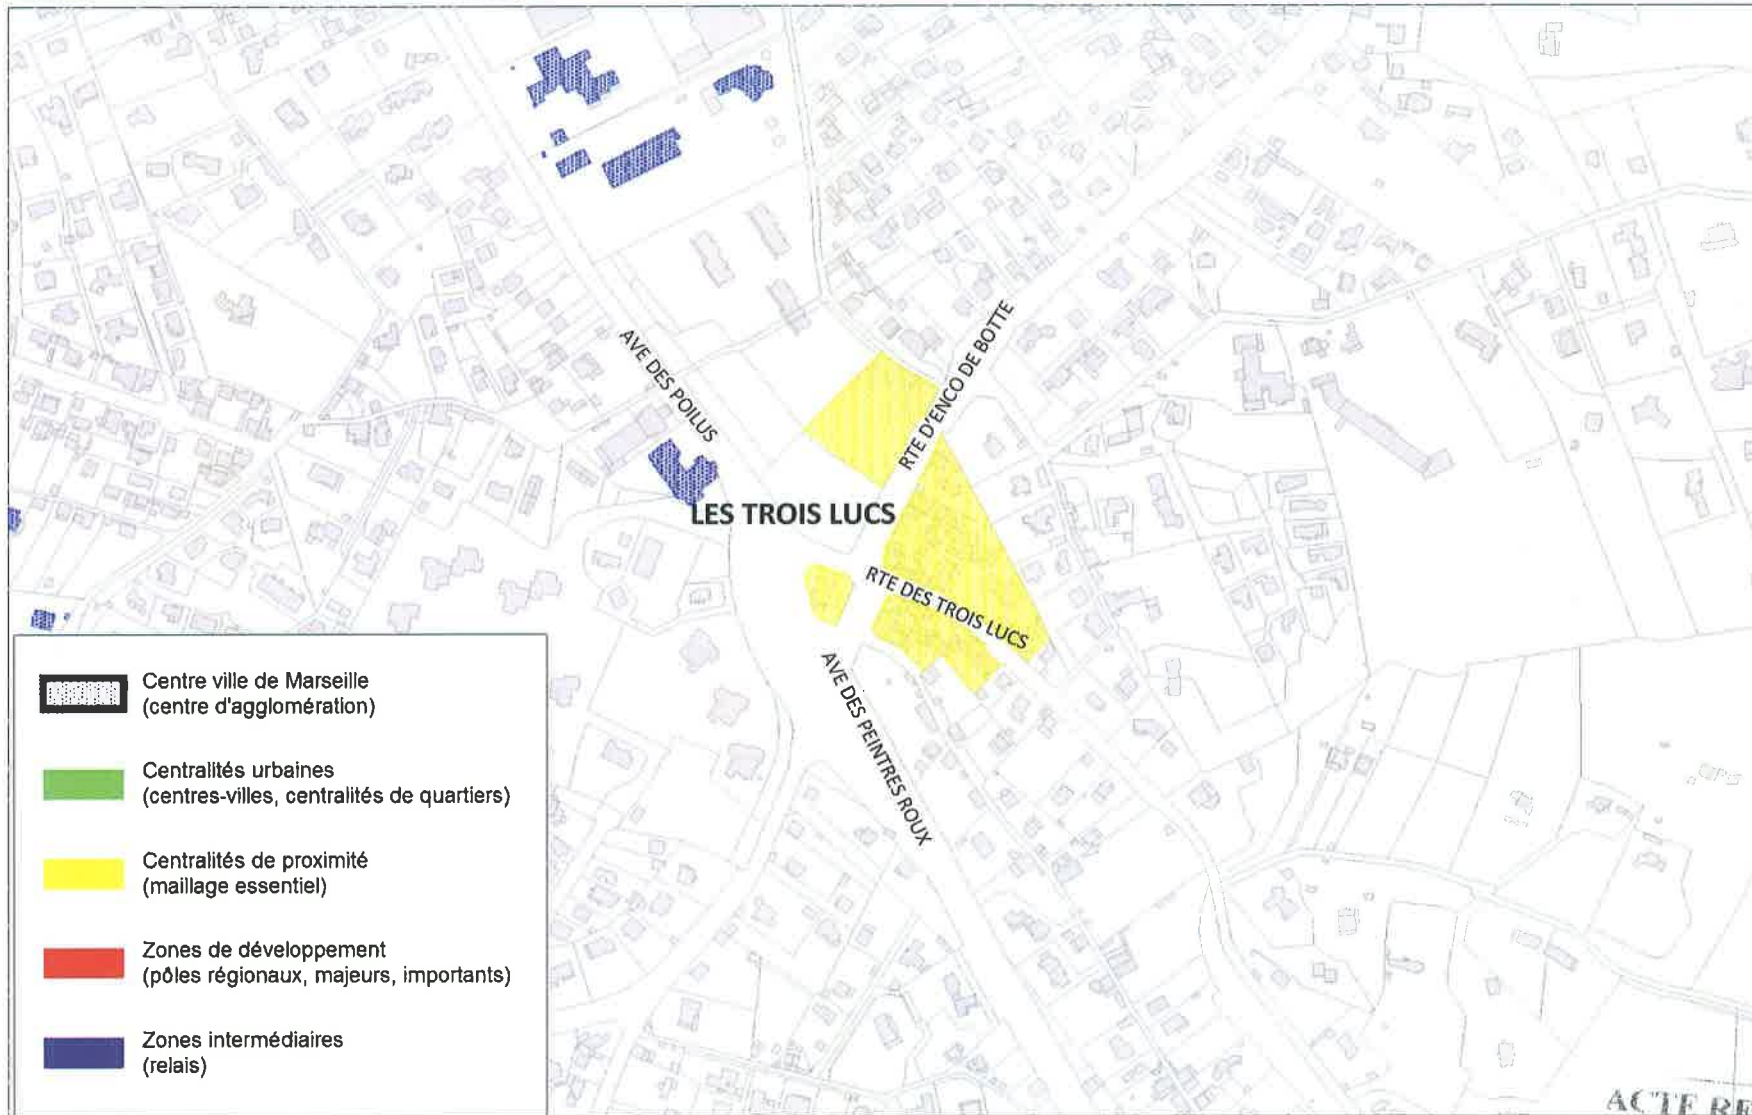 AVE DES POILUS
RTE D'ENCO DE BOTTE
LES TROIS LUCS
RTE DES TROIS LUCS
AVE DES PEINTRES ROUX
Centre ville de Marseille
(centre d'agglomération)
Centralités urbaines
(centres-villes, centralités de quartiers)
Centralités de proximité
(maillage essentiel)
Zones de développement
(pôles régionaux, majeurs, importants)
Zones intermédiaires
(relais)
ACTE RE